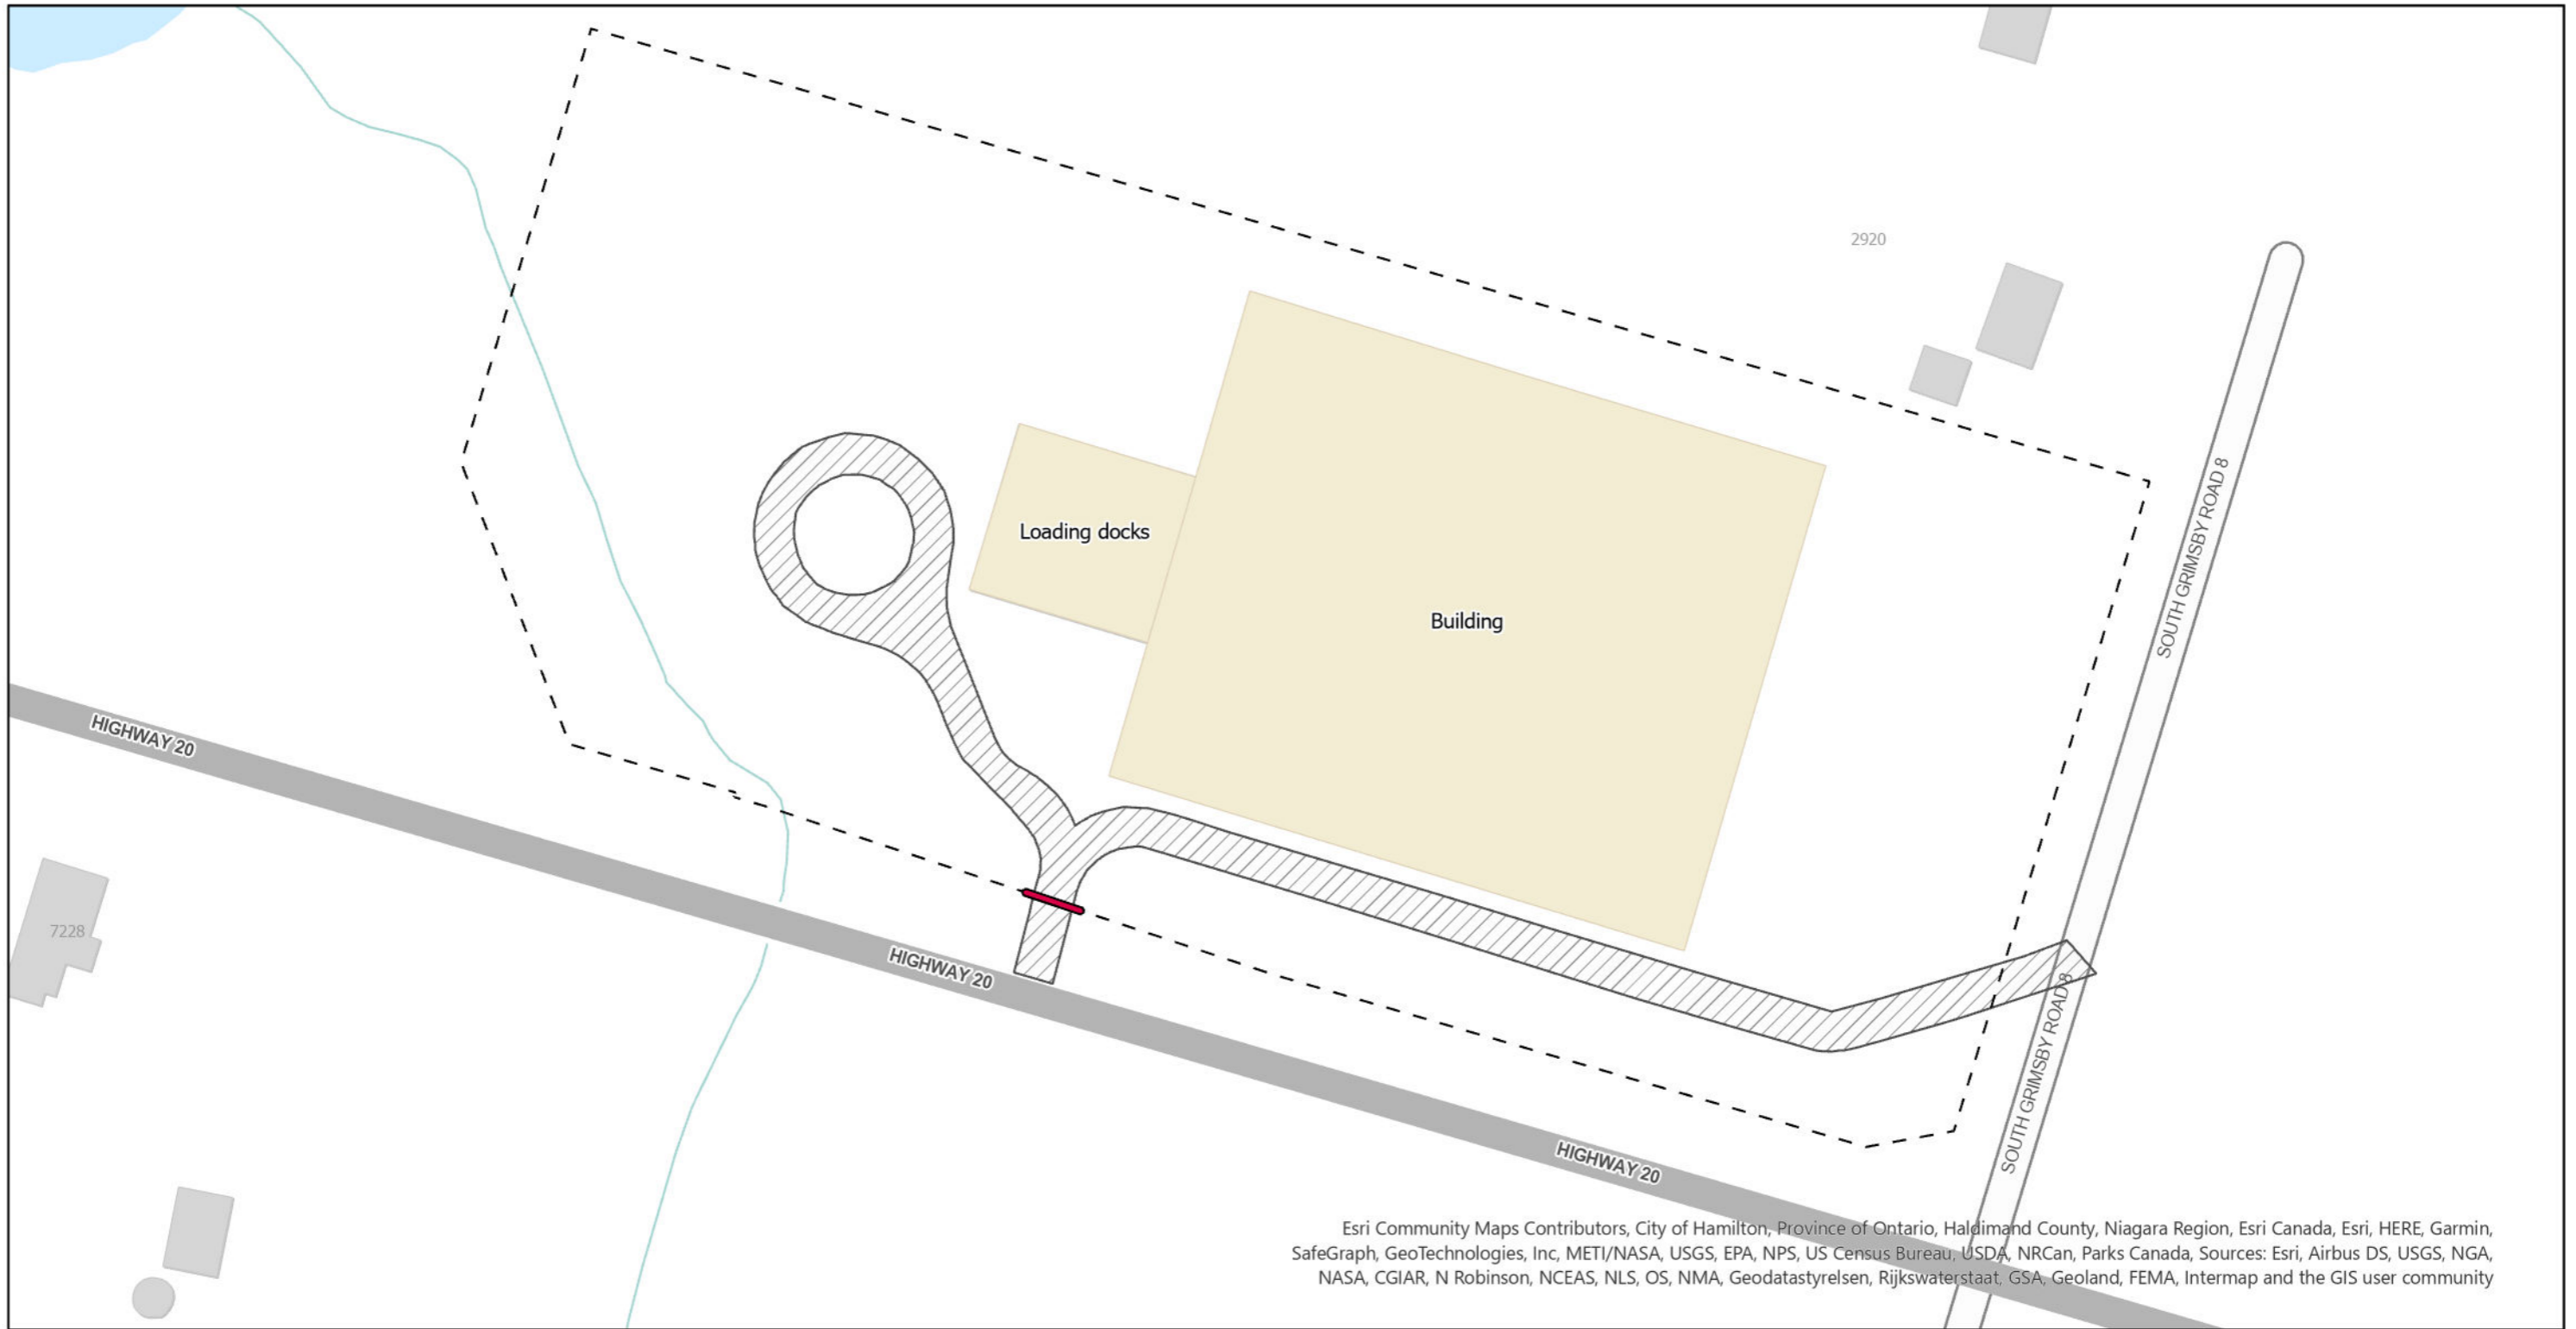 2920
SOUTH GRIMSBY ROAD 8
Loading docks
Building
HIGHWAY 20
7228
HIGHWAY 20
SOUTH GRIMSBY ROAD 8
HIGHWAY 20
Esri Community Maps Contributors, City of Hamilton, Province of Ontario, Haldimand County, Niagara Region, Esri Canada, Esri, HERE, Garmin,
SafeGraph, GeoTechnologies, Inc, METI/NASA, USGS, EPA, NPS, US Census Bureau, USDA, NRCan, Parks Canada, Sources: Esri, Airbus DS, USGS, NGA,
NASA, CGIAR, N Robinson, NCEAS, NLS, OS, NMA, Geodatastyrelsen, Rijkswaterstaat, GSA, Geoland, FEMA, Intermap and the GIS user community